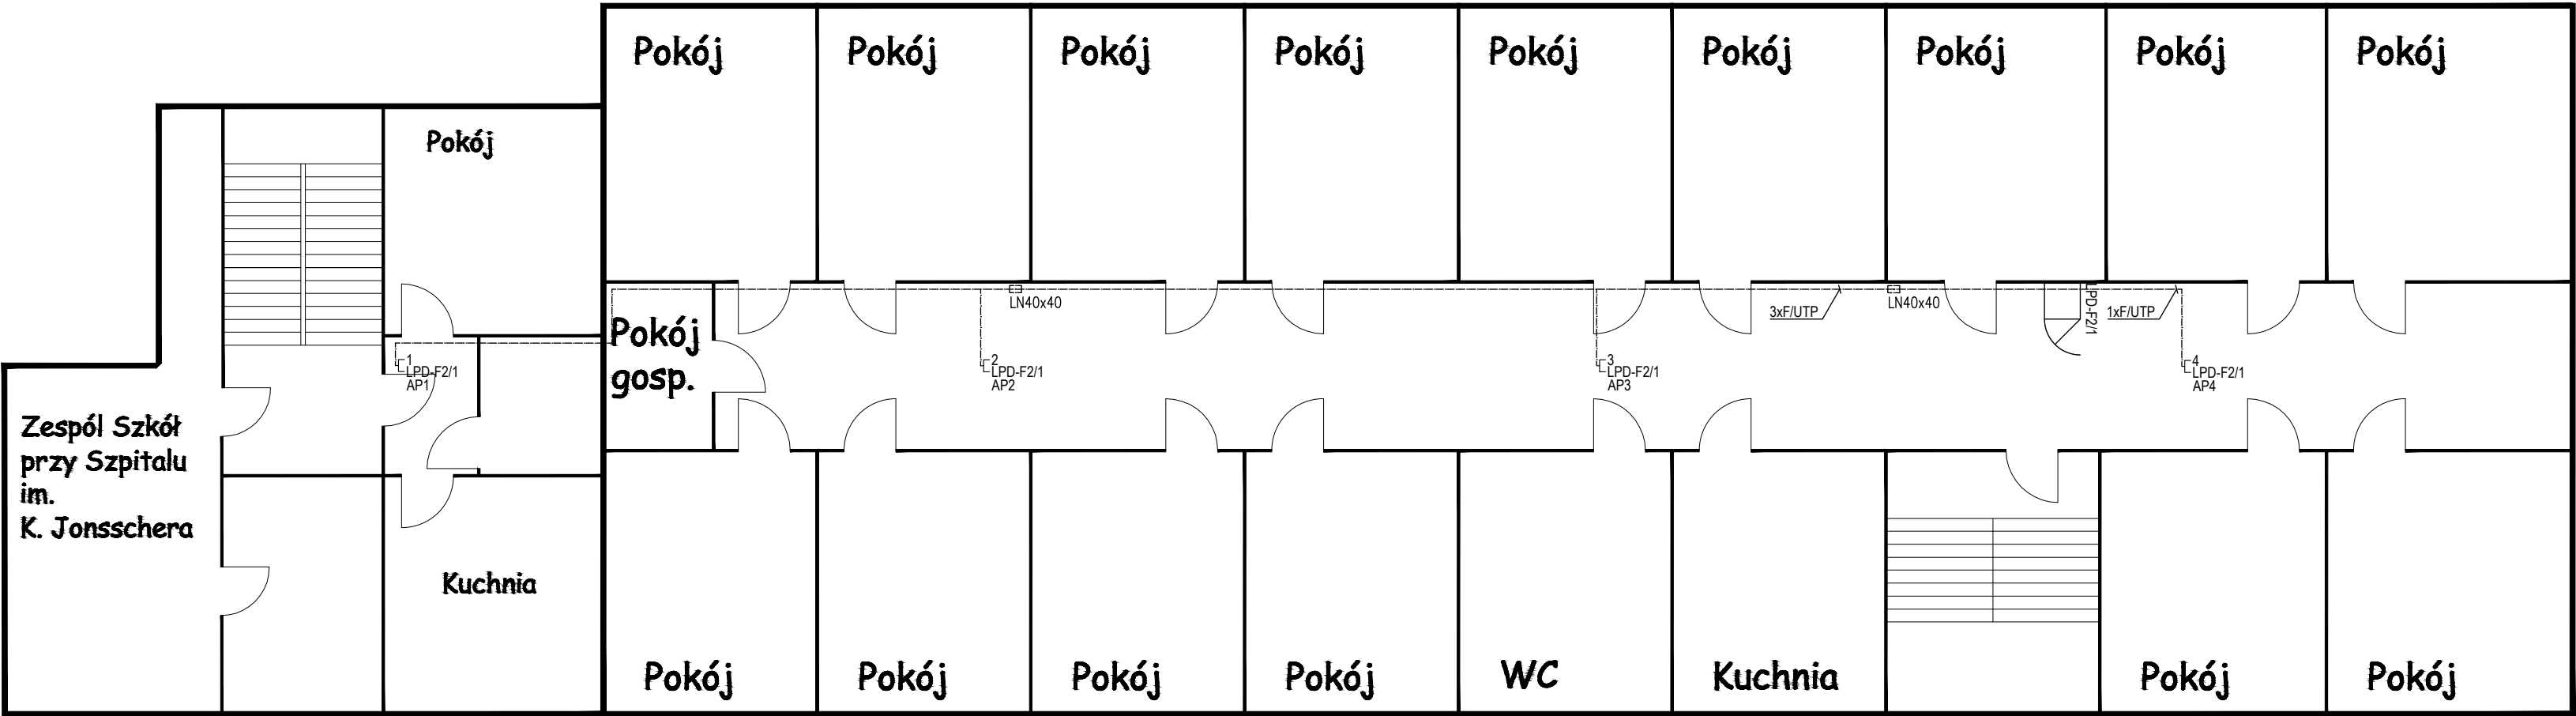 Pokój
Pokój
Pokój
Pokój
Pokój
Pokój
Pokój
Pokój
Pokój
Pokój
LN40x40
3xF/UTP
LN40x40
LPD-F2/1
1xF/UTP
Pokój
gosp.
1
LPD-F2/1
AP1
2
LPD-F2/1
AP2
3
LPD-F2/1
AP3
4
LPD-F2/1
AP4
Zespól Szkół
przy Szpitalu
im.
K. Jonsschera
Kuchnia
Pokój
Pokój
Pokój
Pokój
WC
Kuchnia
Pokój
Pokój